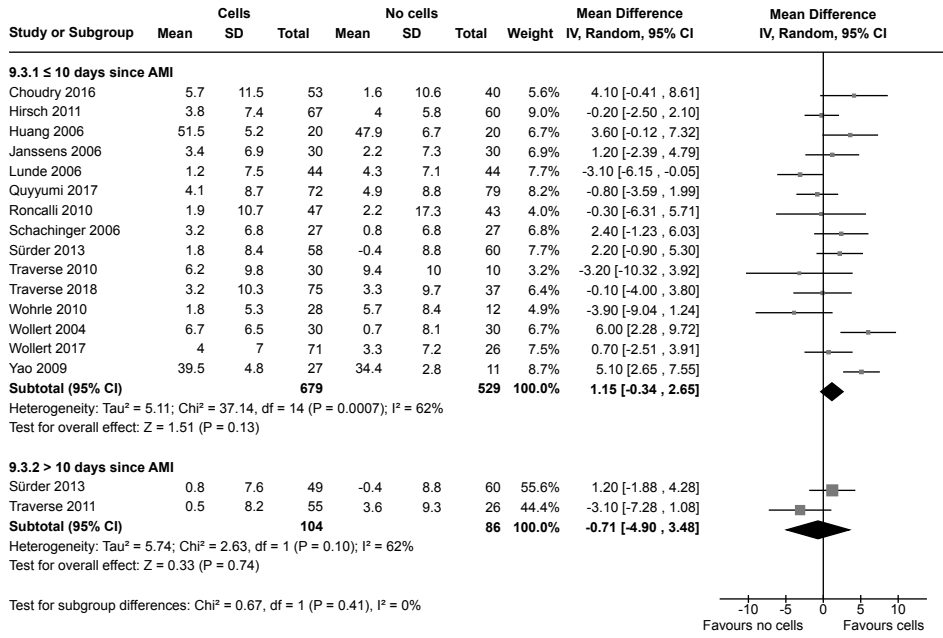 Cells No cells Mean Difference Mean Difference
Study or Subgroup Mean SD Total Mean SD Total Weight IV, Random, 95% CI IV, Random, 95% CI
9.3.1 ≤ 10 days since AMI
Choudry 2016 5.7 11.5 53 1.6 10.6 40 5.6% 4.10 [-0.41 , 8.61]
Hirsch 2011 3.8 7.4 67 4 5.8 60 9.0% -0.20 [-2.50 , 2.10]
Huang 2006 51.5 5.2 20 47.9 6.7 20 6.7% 3.60 [-0.12 , 7.32]
Janssens 2006 3.4 6.9 30 2.2 7.3 30 6.9% 1.20 [-2.39 , 4.79]
Lunde 2006 1.2 7.5 44 4.3 7.1 44 7.7% -3.10 [-6.15 , -0.05]
Quyyumi 2017 4.1 8.7 72 4.9 8.8 79 8.2% -0.80 [-3.59 , 1.99]
Roncalli 2010 1.9 10.7 47 2.2 17.3 43 4.0% -0.30 [-6.31 , 5.71]
Schachinger 2006 3.2 6.8 27 0.8 6.8 27 6.8% 2.40 [-1.23 , 6.03]
Sürder 2013 1.8 8.4 58 -0.4 8.8 60 7.6% 2.20 [-0.90 , 5.30]
Traverse 2010 6.2 9.8 30 9.4 10 10 3.2% -3.20 [-10.32 , 3.92]
Traverse 2018 3.2 10.3 75 3.3 9.7 37 6.4% -0.10 [-4.00 , 3.80]
Wohrle 2010 1.8 5.3 28 5.7 8.4 12 4.9% -3.90 [-9.04 , 1.24]
Wollert 2004 6.7 6.5 30 0.7 8.1 30 6.7% 6.00 [2.28 , 9.72]
Wollert 2017 4 7 71 3.3 7.2 26 7.5% 0.70 [-2.51 , 3.91]
Yao 2009 39.5 4.8 27 34.4 2.8 11 8.7% 5.10 [2.65 , 7.55]
Subtotal (95% CI) 679 529 100.0% 1.15 [-0.34 , 2.65]
Heterogeneity: Tau² = 5.11; Chi² = 37.14, df = 14 (P = 0.0007); I² = 62%
Test for overall effect: Z = 1.51 (P = 0.13)
9.3.2 > 10 days since AMI
Sürder 2013 0.8 7.6 49 -0.4 8.8 60 55.6% 1.20 [-1.88 , 4.28]
Traverse 2011 0.5 8.2 55 3.6 9.3 26 44.4% -3.10 [-7.28 , 1.08]
Subtotal (95% CI) 104 86 100.0% -0.71 [-4.90 , 3.48]
Heterogeneity: Tau² = 5.74; Chi² = 2.63, df = 1 (P = 0.10); I² = 62%
Test for overall effect: Z = 0.33 (P = 0.74)
Test for subgroup differences: Chi² = 0.67, df = 1 (P = 0.41), I² = 0%
-10 -5 0 5 10
Favours no cells Favours cells